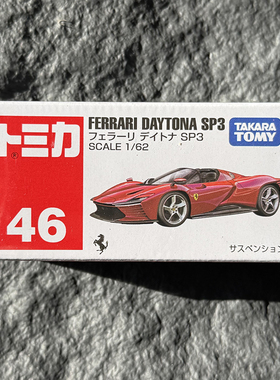 トミカ
FERRARI DAYTONA SP3
フェラーリ デイトナ SP3
SCALE 1/62
TAKARA
TOMY
46
サスペンション